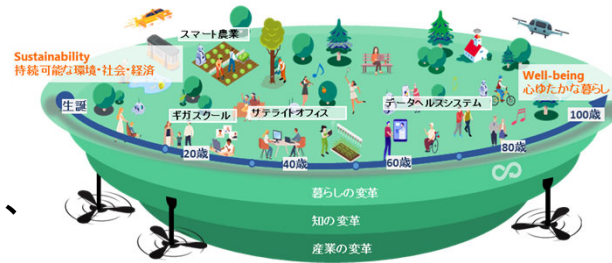 スマート農業
Sustainability
持続可能な環境・社会・経済
Well-being
心ゆたかな暮らし
生誕
ギガスクール
サテライトオフィス
データヘルスシステム
100歳
20歳
40歳
60歳
80歳
暮らしの変革
知の変革
産業の変革
、